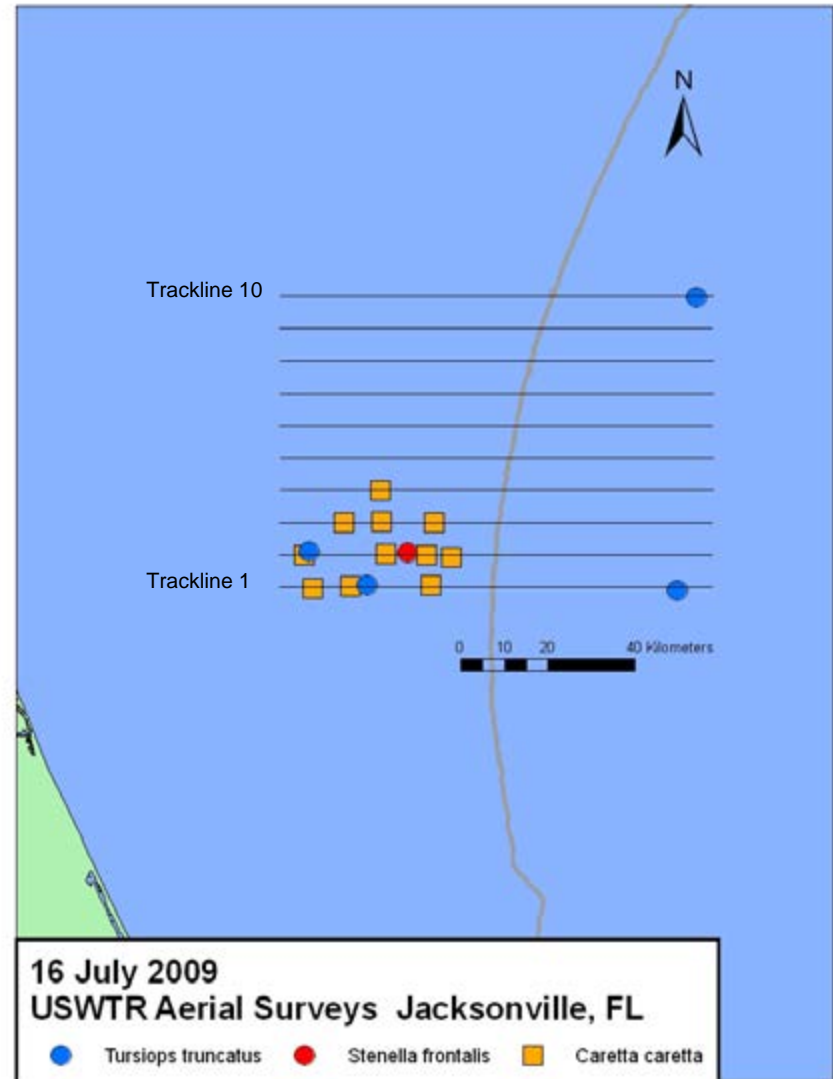 N
Trackline 10
Trackline 1
0 10 20 40 Kilometers
16 July 2009
USWTR Aerial Surveys Jacksonville, FL
Tursiops truncatus Stenella frontalis Caretta caretta